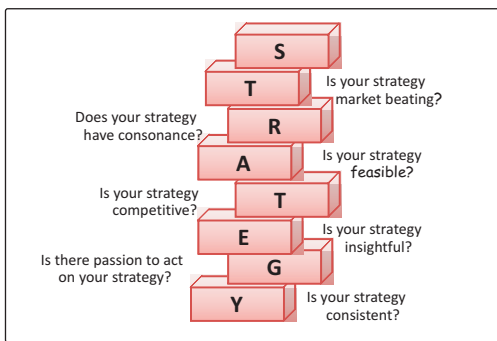 S
T
Is your strategy
market beating?
Does your strategy
have consonance?
R
A
Is your strategy
feasible?
Is your strategy
competitive?
T
E
Is your strategy
insightful?
Is there passion to act
on your strategy?
G
Y
Is your strategy
consistent?